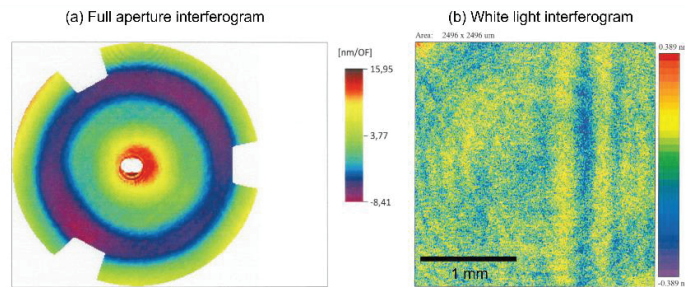 (a) Full aperture interferogram
(b) White light interferogram
Area: 2496 x 2496 um
[nm/OF]
15,95
3,77
-8,41
0.389 n
-0.389 n
1 mm